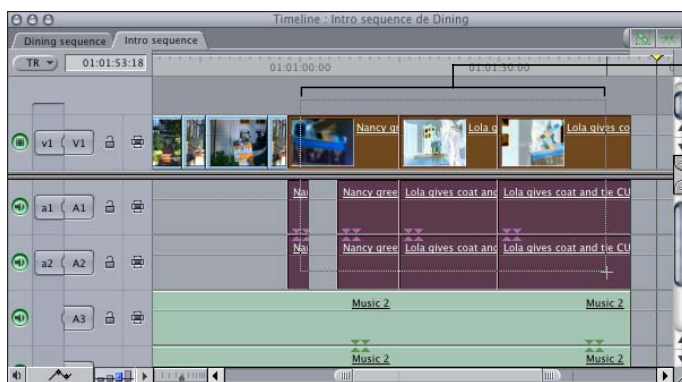 Timeline : Intro sequence de Dining
Dining sequence
Intro sequence
TR
01:01:53:18
01:01:00:00
01:01:30:00
v1
V1
Nancy gr
Lola g
Lola gives co
a1
A1
Na
Nancy gree
Lola gives coat and
Lola gives coat and tie CU
a2
A2
Na
Nancy gree
Lola gives coat and
Lola gives coat and tie CU
A3
Music 2
Music 2
Music 2
Music 2